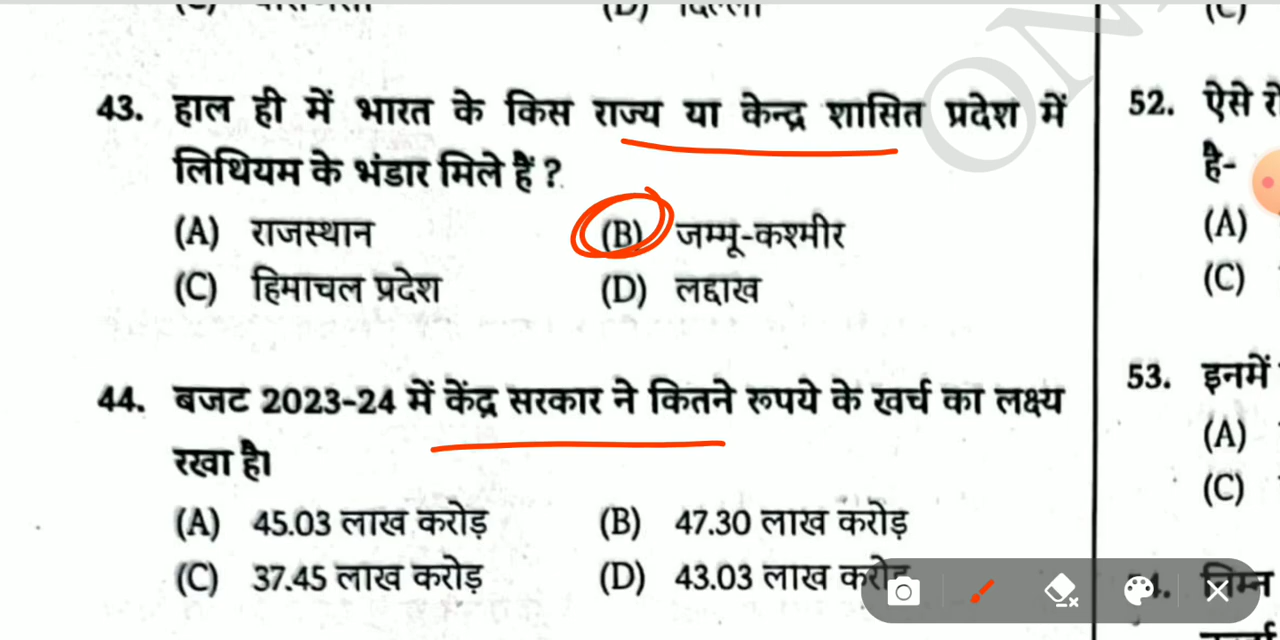 (D) दिल्ली
(C)
43. हाल ही में भारत के किस राज्य या केन्द्र शासित प्रदेश में
लिथियम के भंडार मिले हैं ?
(A) राजस्थान (B) जम्मू-कश्मीर
(C) हिमाचल प्रदेश (D) लद्दाख
44. बजट 2023-24 में केंद्र सरकार ने कितने रूपये के खर्च का लक्ष्य
रखा है।
(A) 45.03 लाख करोड़ (B) 47.30 लाख करोड़
(C) 37.45 लाख करोड़ (D) 43.03 लाख
52. ऐसे
है-
(A)
(C)
53. इनमें
(A)
(C)
निम्न